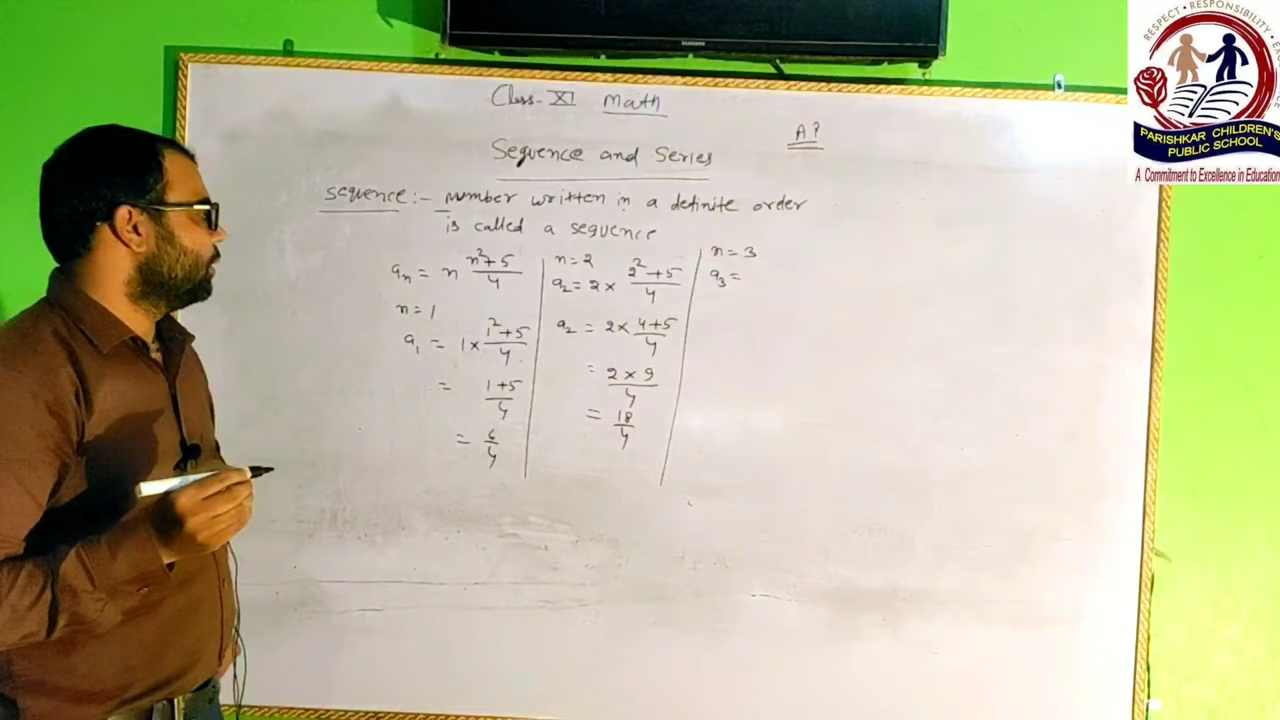 Class-XI Math
AP
Sequence and Series
sequence :- number written in a definite order
is called a sequence
aₙ = n (n²+5)/4
n = 1
a₁ = 1 × (1²+5)/4
= (1+5)/4
= 6/4
n = 2
a₂ = 2 × (2²+5)/4
a₂ = 2 × (4+5)/4
= (2 × 9)/4
= 18/4
n = 3
a₃ =
RESPECT • RESPONSIBILITY •
PARISHKAR CHILDREN'S
PUBLIC SCHOOL
A Commitment to Excellence in Education